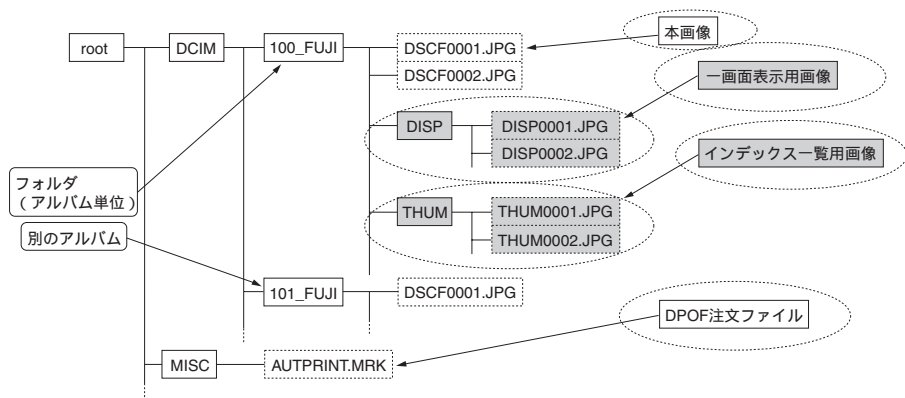 root
DCIM
100_FUJI
DSCF0001.JPG
本画像
DSCF0002.JPG
一画面表示用画像
DISP
DISP0001.JPG
DISP0002.JPG
インデックス一覧用画像
フォルダ
（アルバム単位）
THUM
THUM0001.JPG
THUM0002.JPG
別のアルバム
101_FUJI
DSCF0001.JPG
DPOF注文ファイル
MISC
AUTPRINT.MRK